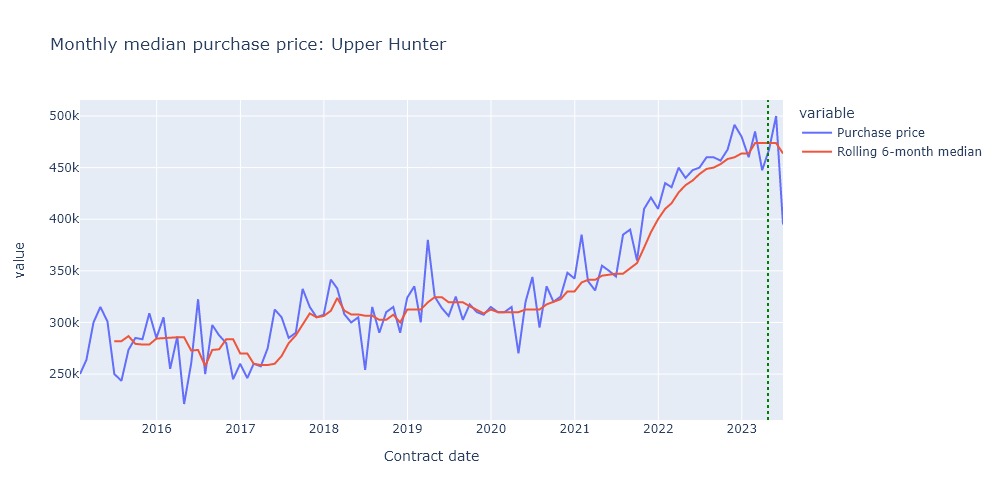 Monthly median purchase price: Upper Hunter
500k
450k
400k
350k
300k
250k
value
2016
2017
2018
2019
2020
2021
2022
2023
Contract date
variable
Purchase price
Rolling 6-month median